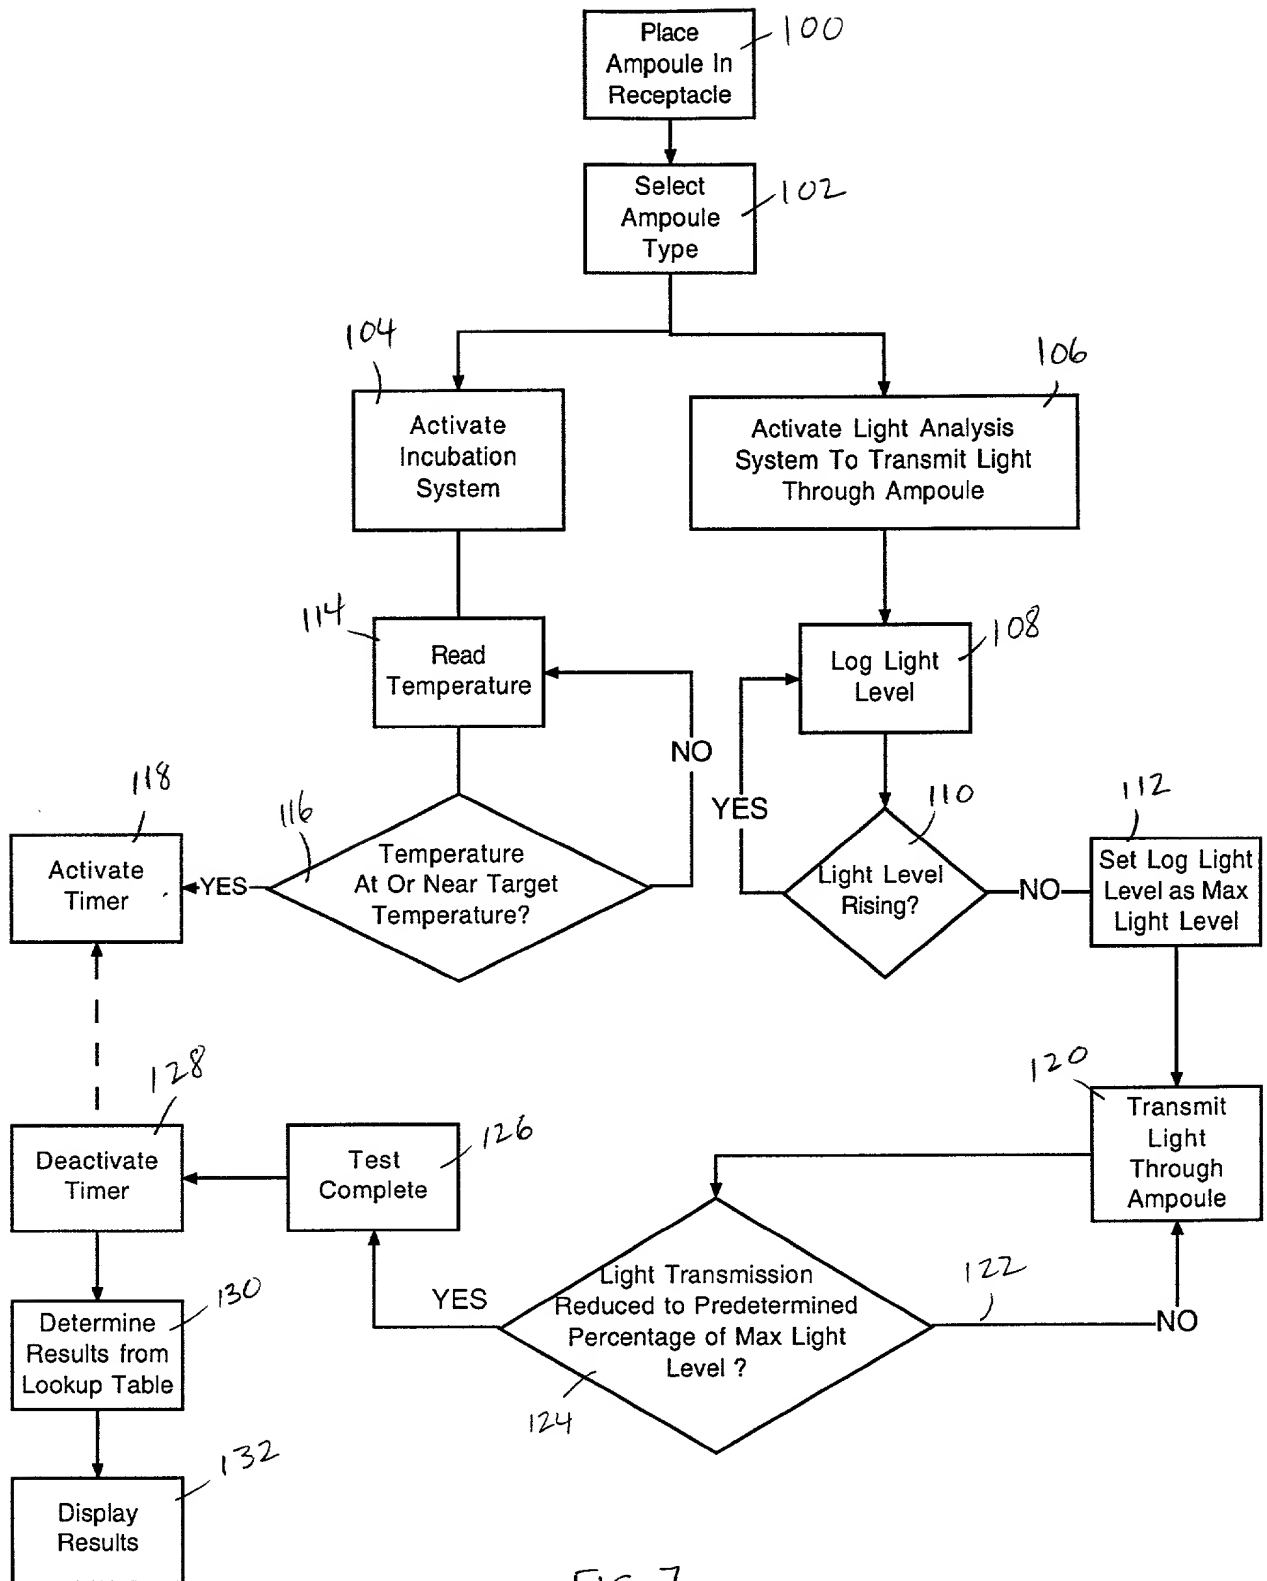 Place
Ampoule In
Receptacle
100
Select
Ampoule
Type
102
104
Activate
Incubation
System
106
Activate Light Analysis
System To Transmit Light
Through Ampoule
114
Read
Temperature
NO
108
Log Light
Level
YES
118
Activate
Timer
YES
116
Temperature
At Or Near Target
Temperature?
110
Light Level
Rising?
NO
112
Set Log Light
Level as Max
Light Level
128
Deactivate
Timer
126
Test
Complete
120
Transmit
Light
Through
Ampoule
YES
Light Transmission
Reduced to Predetermined
Percentage of Max Light
Level ?
122
NO
124
130
Determine
Results from
Lookup Table
132
Display
Results
FIG 7